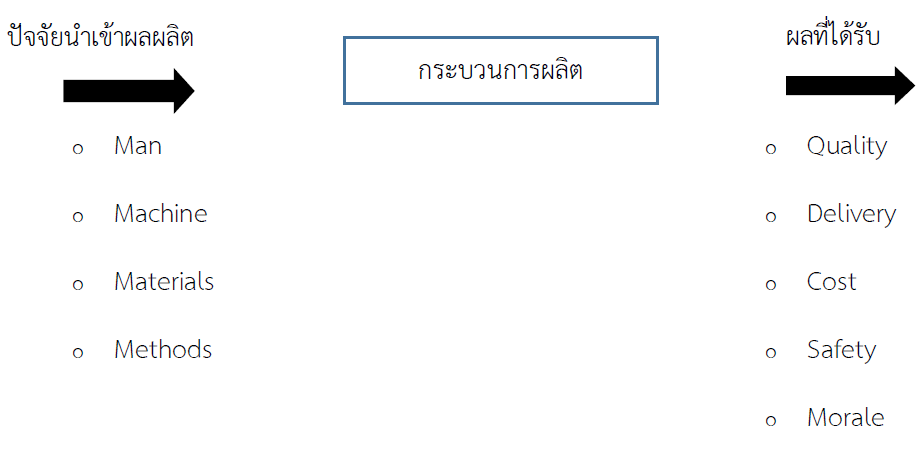 ปัจจัยนำเข้าผลผลิต
กระบวนการผลิต
ผลที่ได้รับ
o Man
o Machine
o Materials
o Methods
o Quality
o Delivery
o Cost
o Safety
o Morale